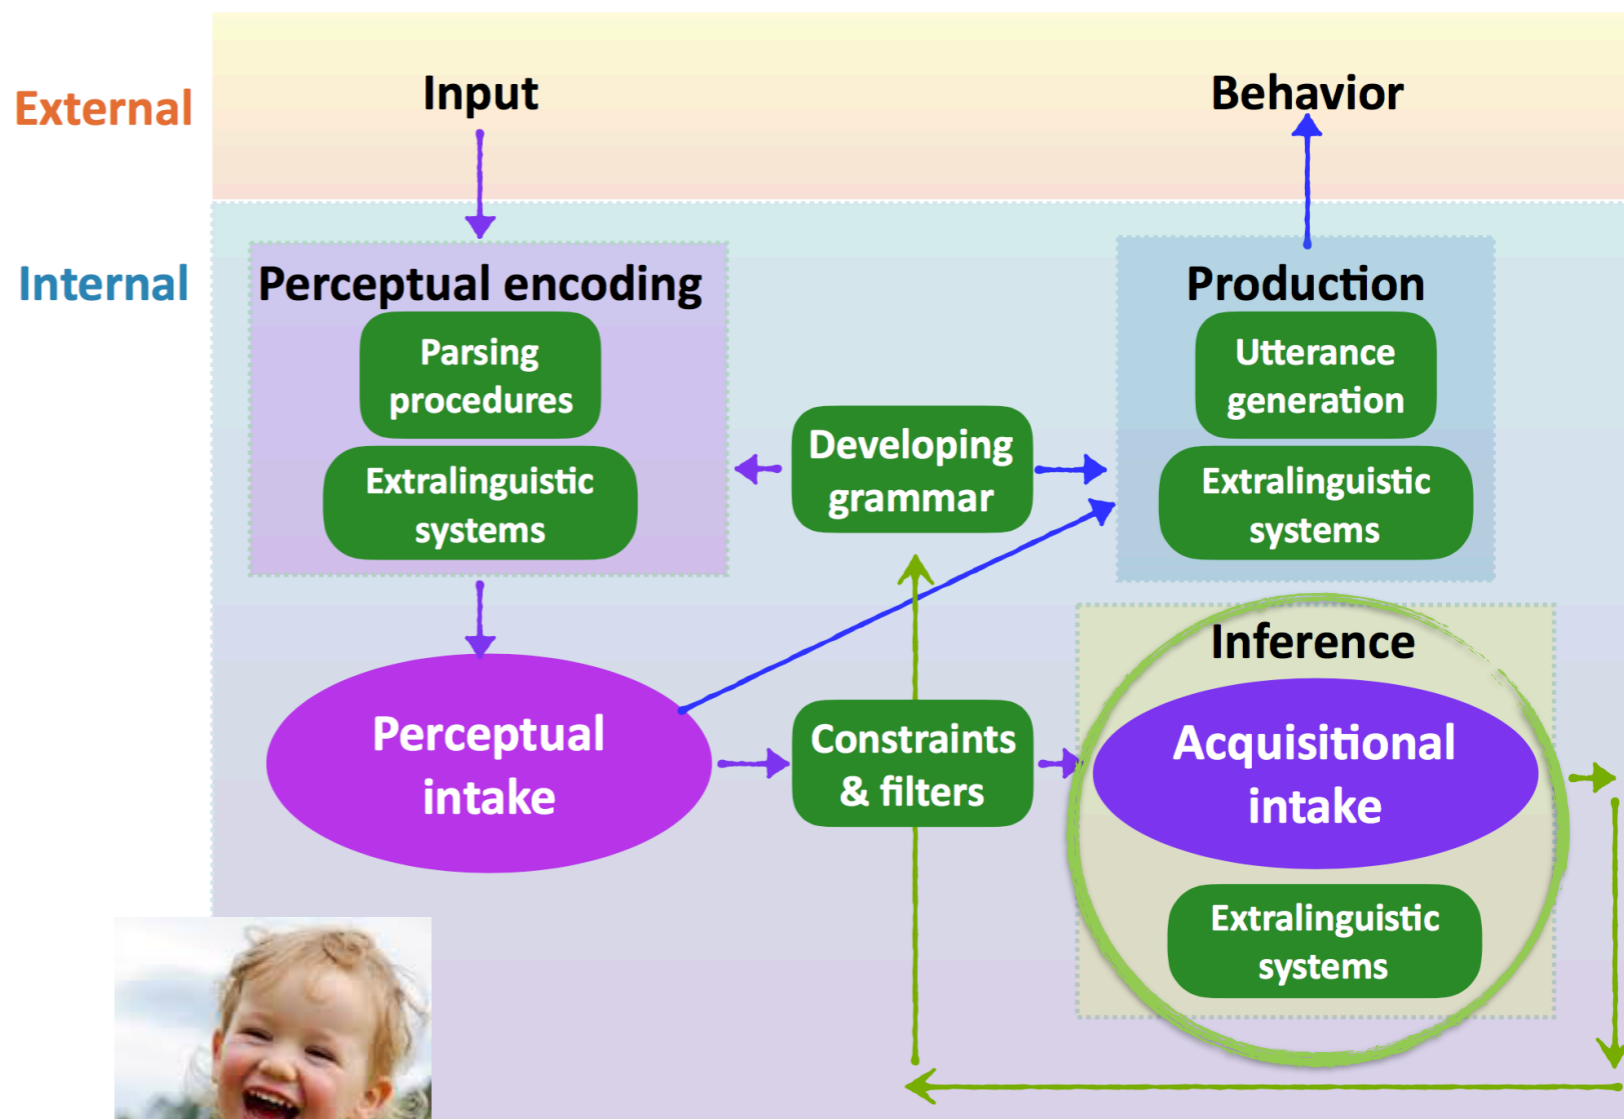 External
Input
Behavior
Internal
Perceptual encoding
Parsing
procedures
Extralinguistic
systems
Developing
grammar
Production
Utterance
generation
Extralinguistic
systems
Perceptual
intake
Constraints
& filters
Inference
Acquisitional
intake
Extralinguistic
systems